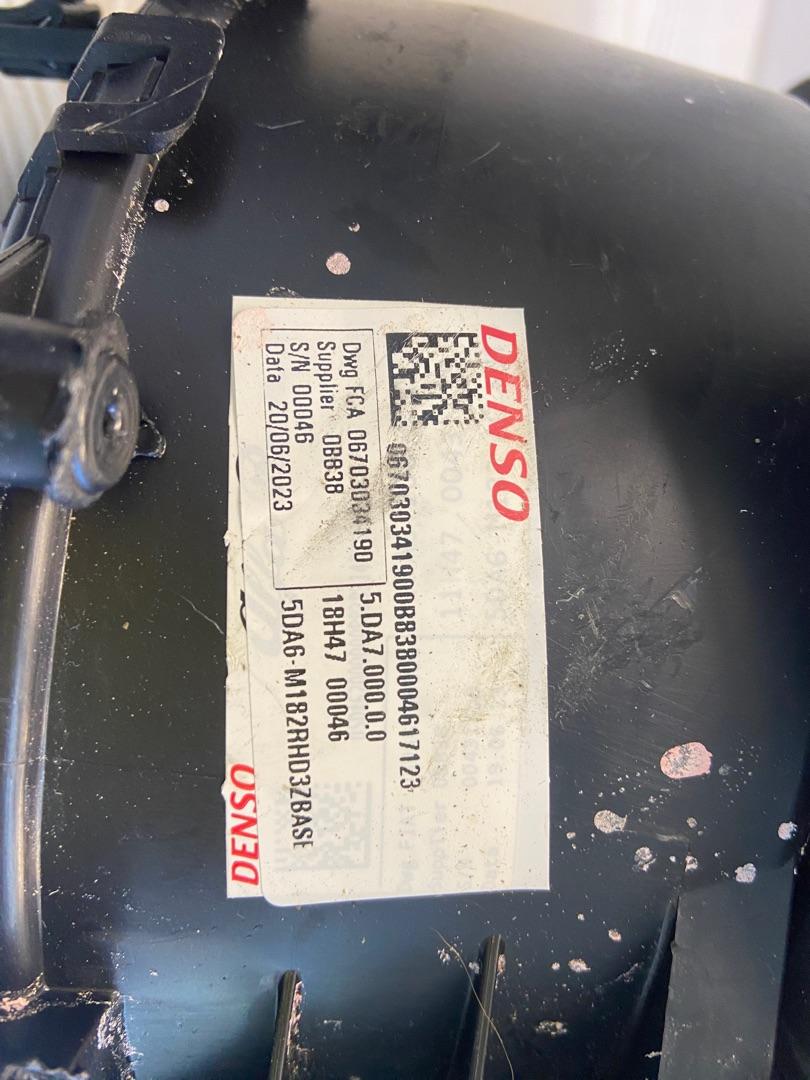 DENSO
067030341900B8380004617123
Dwg FCA 06703034190
Supplier 0B838
S/N 00046
Data 20/06/2023
5.DA7.000.0.0
18H47 00046
5DA6-M182RHD3ZBASE
DENSO